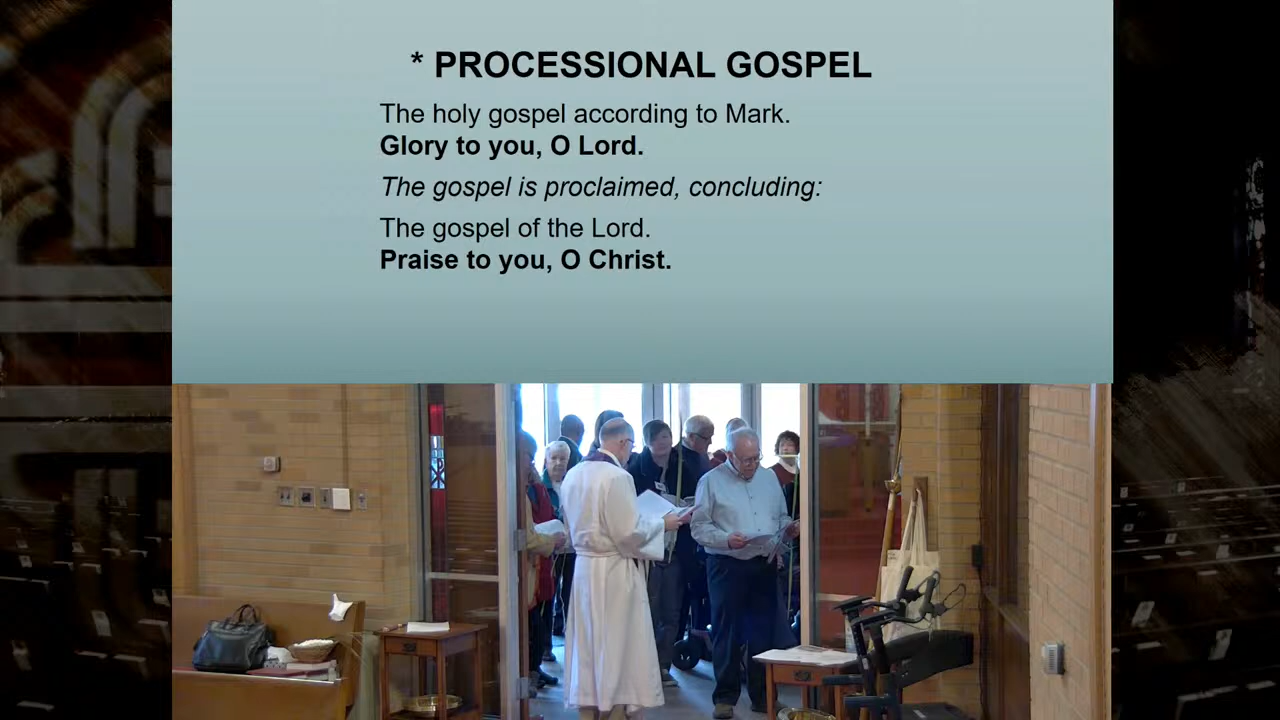 * PROCESSIONAL GOSPEL
The holy gospel according to Mark.
Glory to you, O Lord.
The gospel is proclaimed, concluding:
The gospel of the Lord.
Praise to you, O Christ.